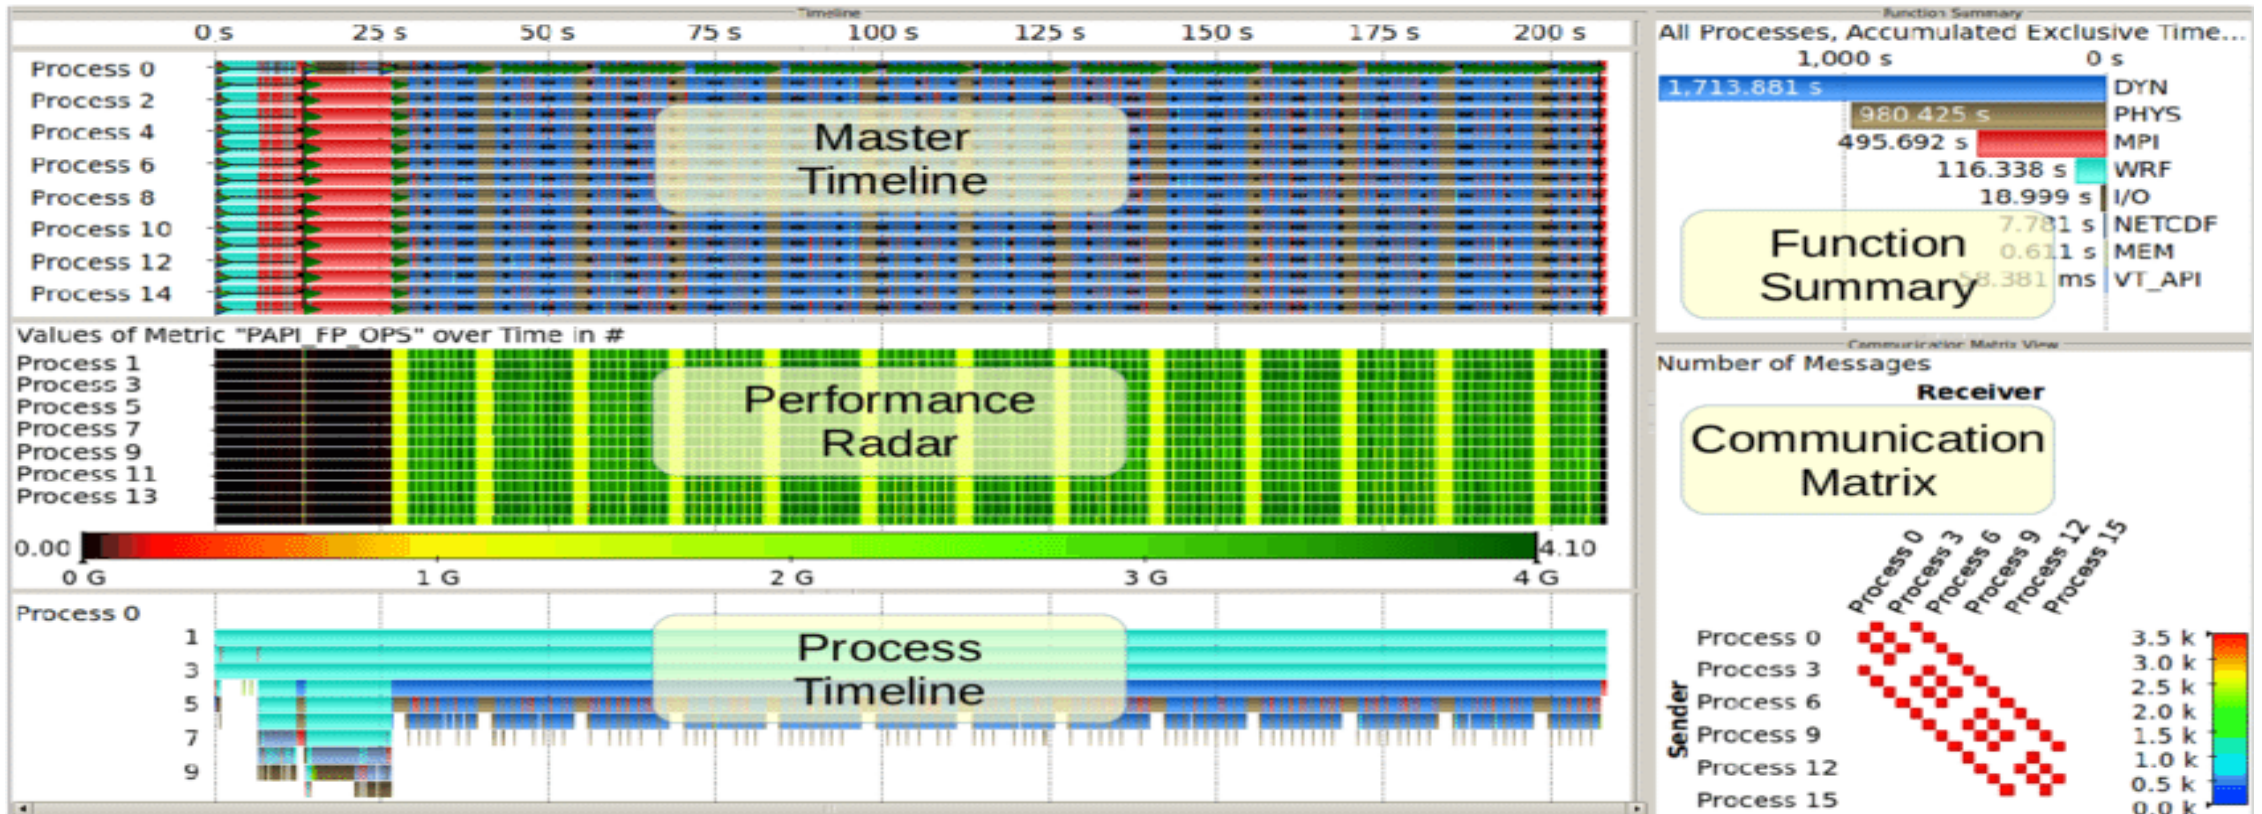 Timeline
0 s 25 s 50 s 75 s 100 s 125 s 150 s 175 s 200 s
Process 0
Process 2
Process 4
Process 6
Process 8
Process 10
Process 12
Process 14
Master
Timeline
Values of Metric "PAPI_FP_OPS" over Time in #
Process 1
Process 3
Process 5
Process 7
Process 9
Process 11
Process 13
Performance
Radar
0.00 4.10
0 G 1 G 2 G 3 G 4 G
Process 0
1
3
5
7
9
Process
Timeline
Function Summary
All Processes, Accumulated Exclusive Time...
1,000 s 0 s
1,713.881 s DYN
980.425 s PHYS
495.692 s MPI
116.338 s WRF
18.999 s I/O
7.781 s NETCDF
0.611 s MEM
58.381 ms VT_API
Function
Summary
Communication Matrix View
Number of Messages
Receiver
Communication
Matrix
Process 0 Process 3 Process 6 Process 9 Process 12 Process 15
Sender
Process 0
Process 3
Process 6
Process 9
Process 12
Process 15
3.5 k
3.0 k
2.5 k
2.0 k
1.5 k
1.0 k
0.5 k
0.0 k